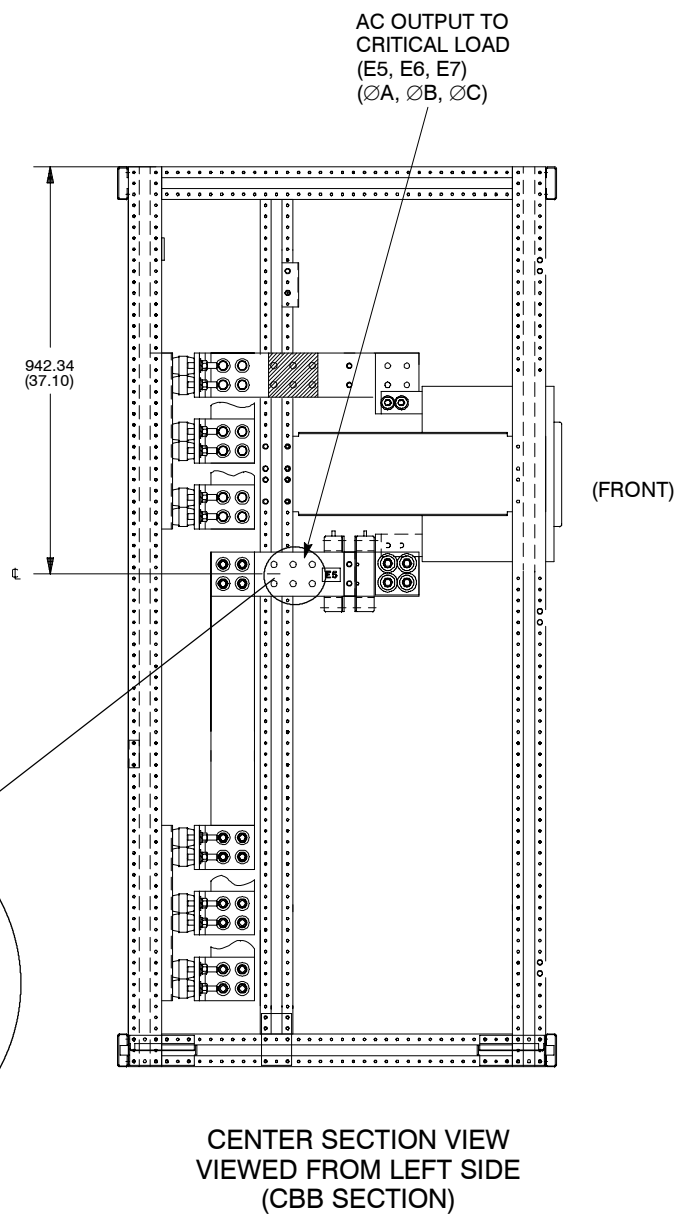 AC OUTPUT TO
CRITICAL LOAD
(E5, E6, E7)
(∅A, ∅B, ∅C)
942.34
(37.10)
(FRONT)
℄
E5
CENTER SECTION VIEW
VIEWED FROM LEFT SIDE
(CBB SECTION)